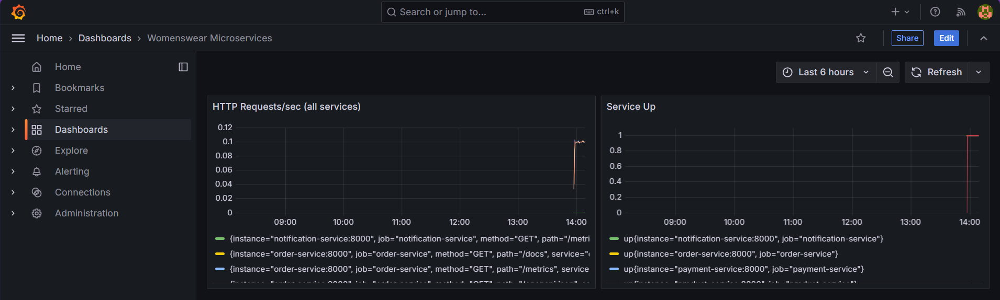 Search or jump to...
ctrl+k
Home › Dashboards › Womenswear Microservices
Share
Edit
Home
Bookmarks
Starred
Dashboards
Explore
Alerting
Connections
Administration
Last 6 hours
Refresh
HTTP Requests/sec (all services)
0.12
0.1
0.08
0.06
0.04
0.02
0
09:00 10:00 11:00 12:00 13:00 14:00
{instance="notification-service:8000", job="notification-service", method="GET", path="/metri
{instance="order-service:8000", job="order-service", method="GET", path="/docs", service="
{instance="order-service:8000", job="order-service", method="GET", path="/metrics", service
Service Up
1
0.8
0.6
0.4
0.2
0
09:00 10:00 11:00 12:00 13:00 14:00
up{instance="notification-service:8000", job="notification-service"}
up{instance="order-service:8000", job="order-service"}
up{instance="payment-service:8000", job="payment-service"}